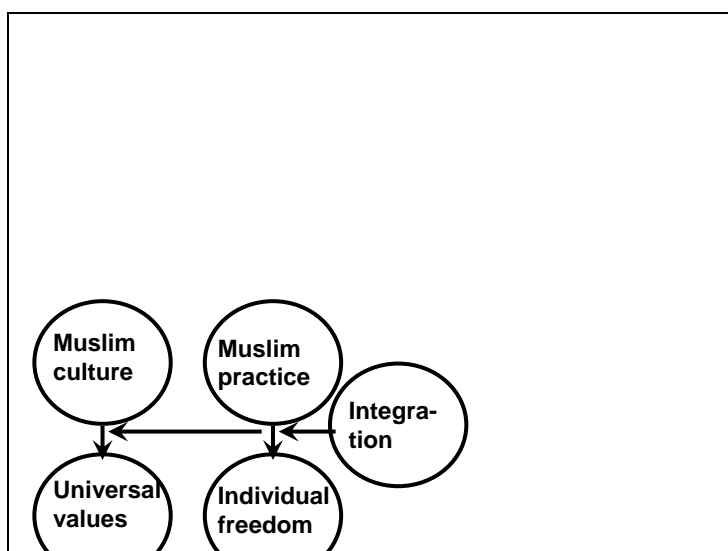 Muslim
culture
Muslim
practice
Integra-
tion
Universal
values
Individual
freedom